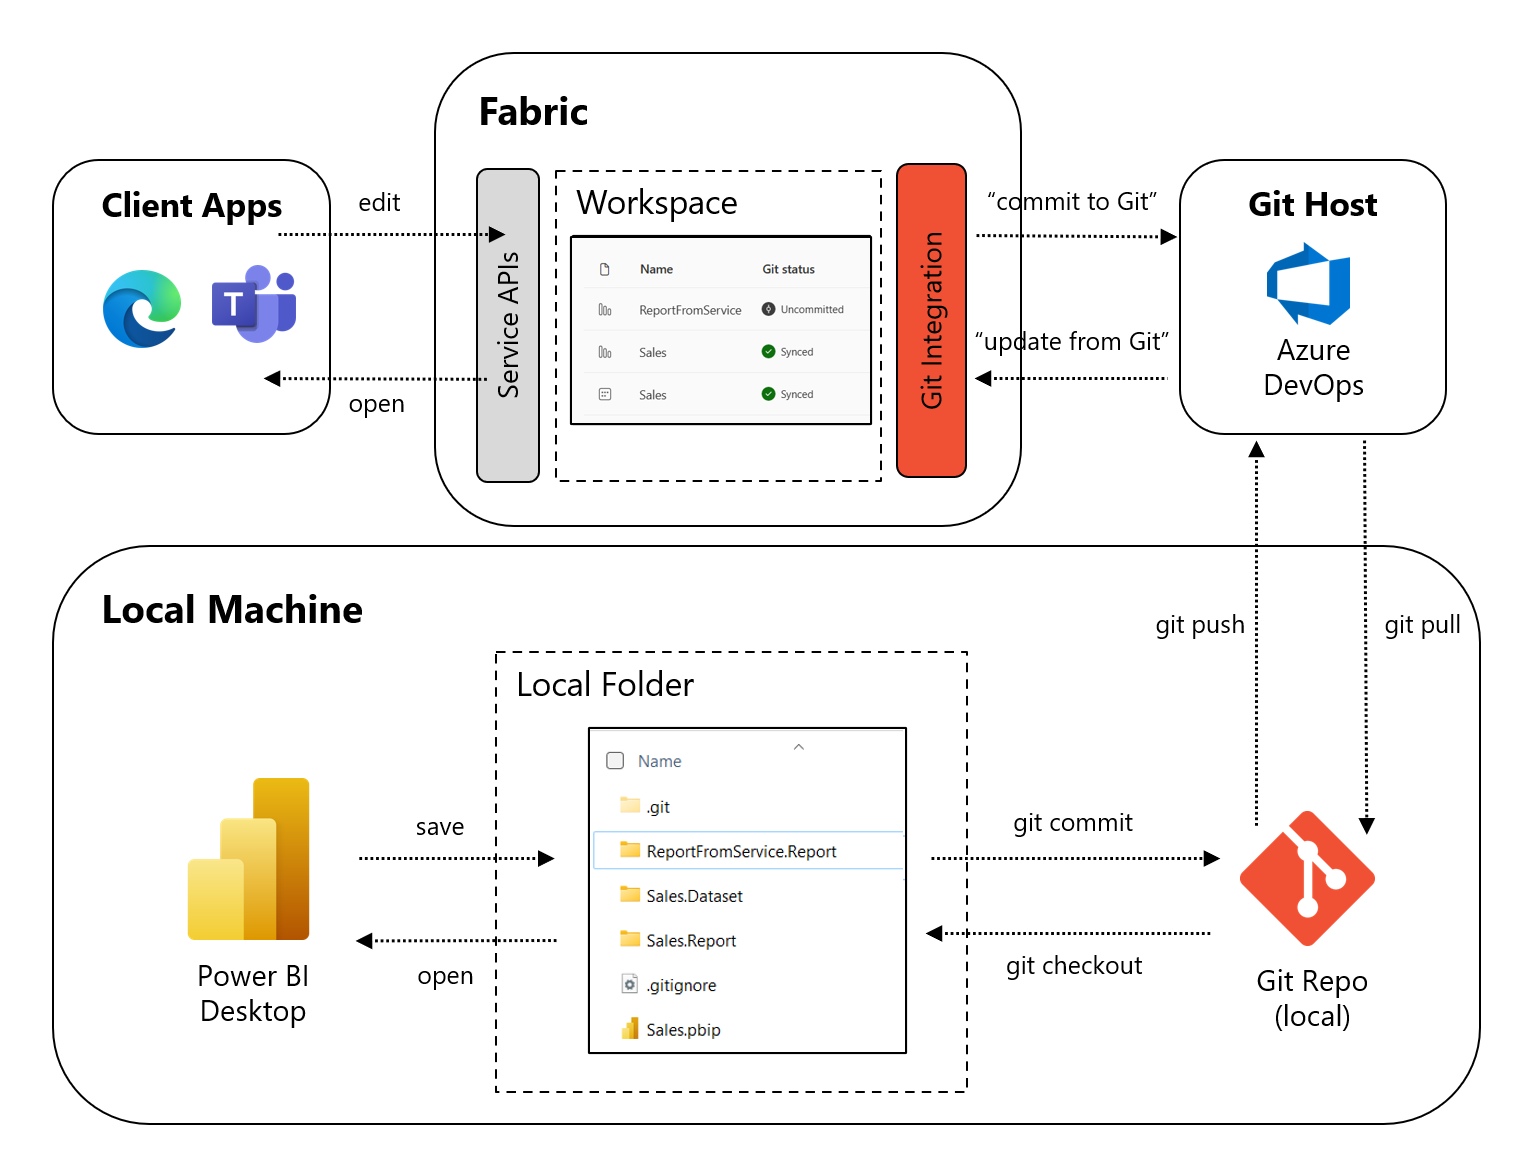 Fabric
Client Apps
T
edit
open
Service APIs
Workspace
Name Git status
ReportFromService Uncommitted
Sales Synced
Sales Synced
Git Integration
“commit to Git”
“update from Git”
Git Host
Azure
DevOps
Local Machine
git push
git pull
Local Folder
Name
.git
ReportFromService.Report
Sales.Dataset
Sales.Report
.gitignore
Sales.pbip
save
open
Power BI
Desktop
git commit
git checkout
Git Repo
(local)